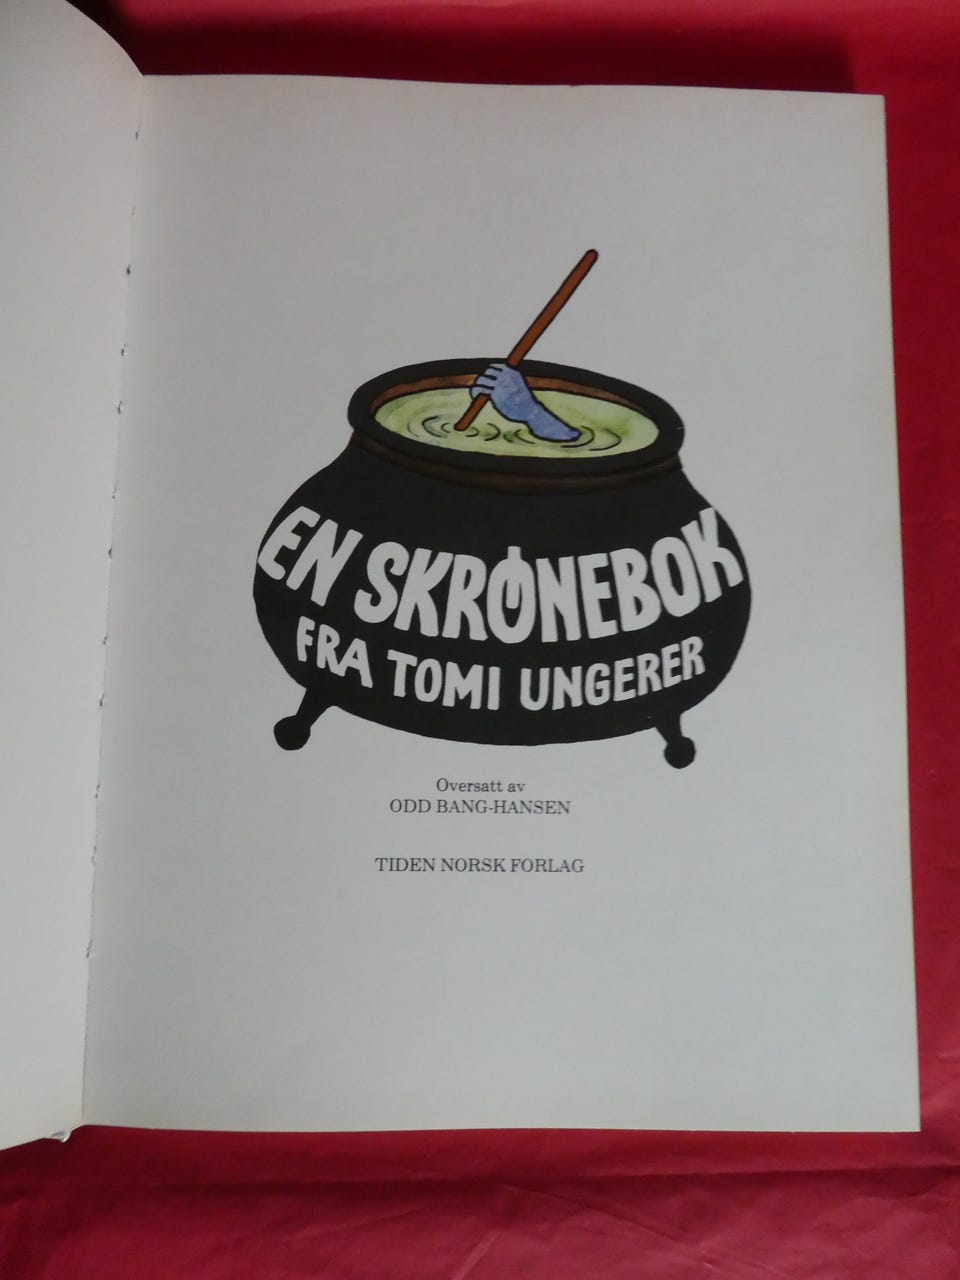 EN SKRØNEBOK
FRA TOMI UNGERER
Oversatt av
ODD BANG-HANSEN
TIDEN NORSK FORLAG